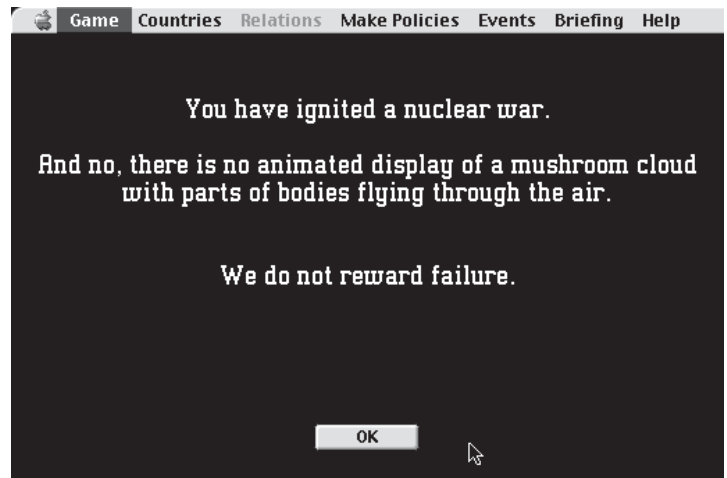 Game Countries Relations Make Policies Events Briefing Help
You have ignited a nuclear war.
And no, there is no animated display of a mushroom cloud
with parts of bodies flying through the air.
We do not reward failure.
OK